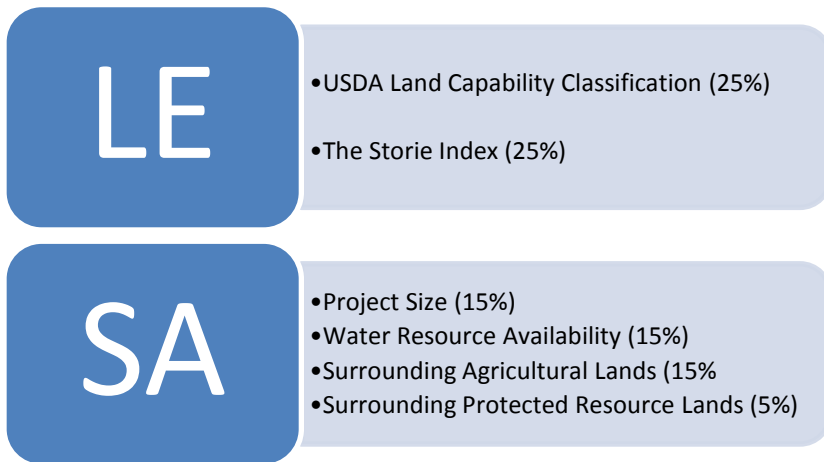 LE
•USDA Land Capability Classification (25%)
•The Storie Index (25%)
SA
•Project Size (15%)
•Water Resource Availability (15%)
•Surrounding Agricultural Lands (15%
•Surrounding Protected Resource Lands (5%)